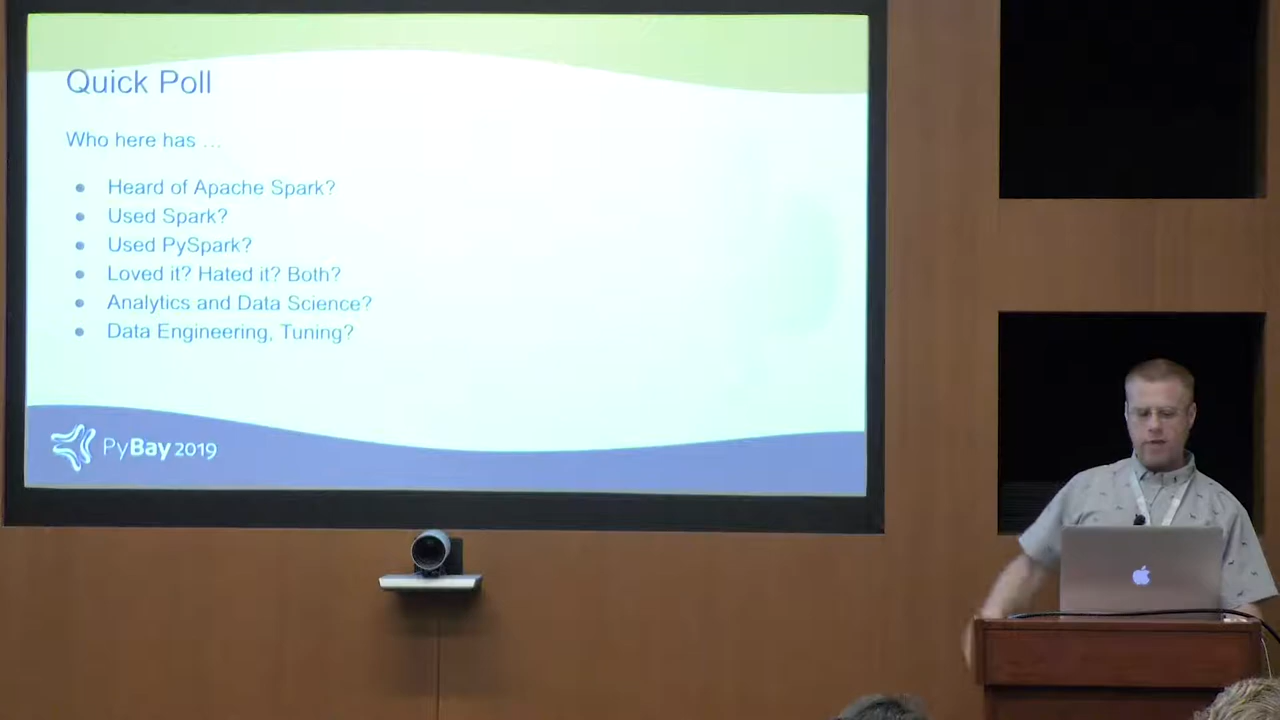 Quick Poll
Who here has ...
Heard of Apache Spark?
Used Spark?
Used PySpark?
Loved it? Hated it? Both?
Analytics and Data Science?
Data Engineering, Tuning?
PyBay 2019